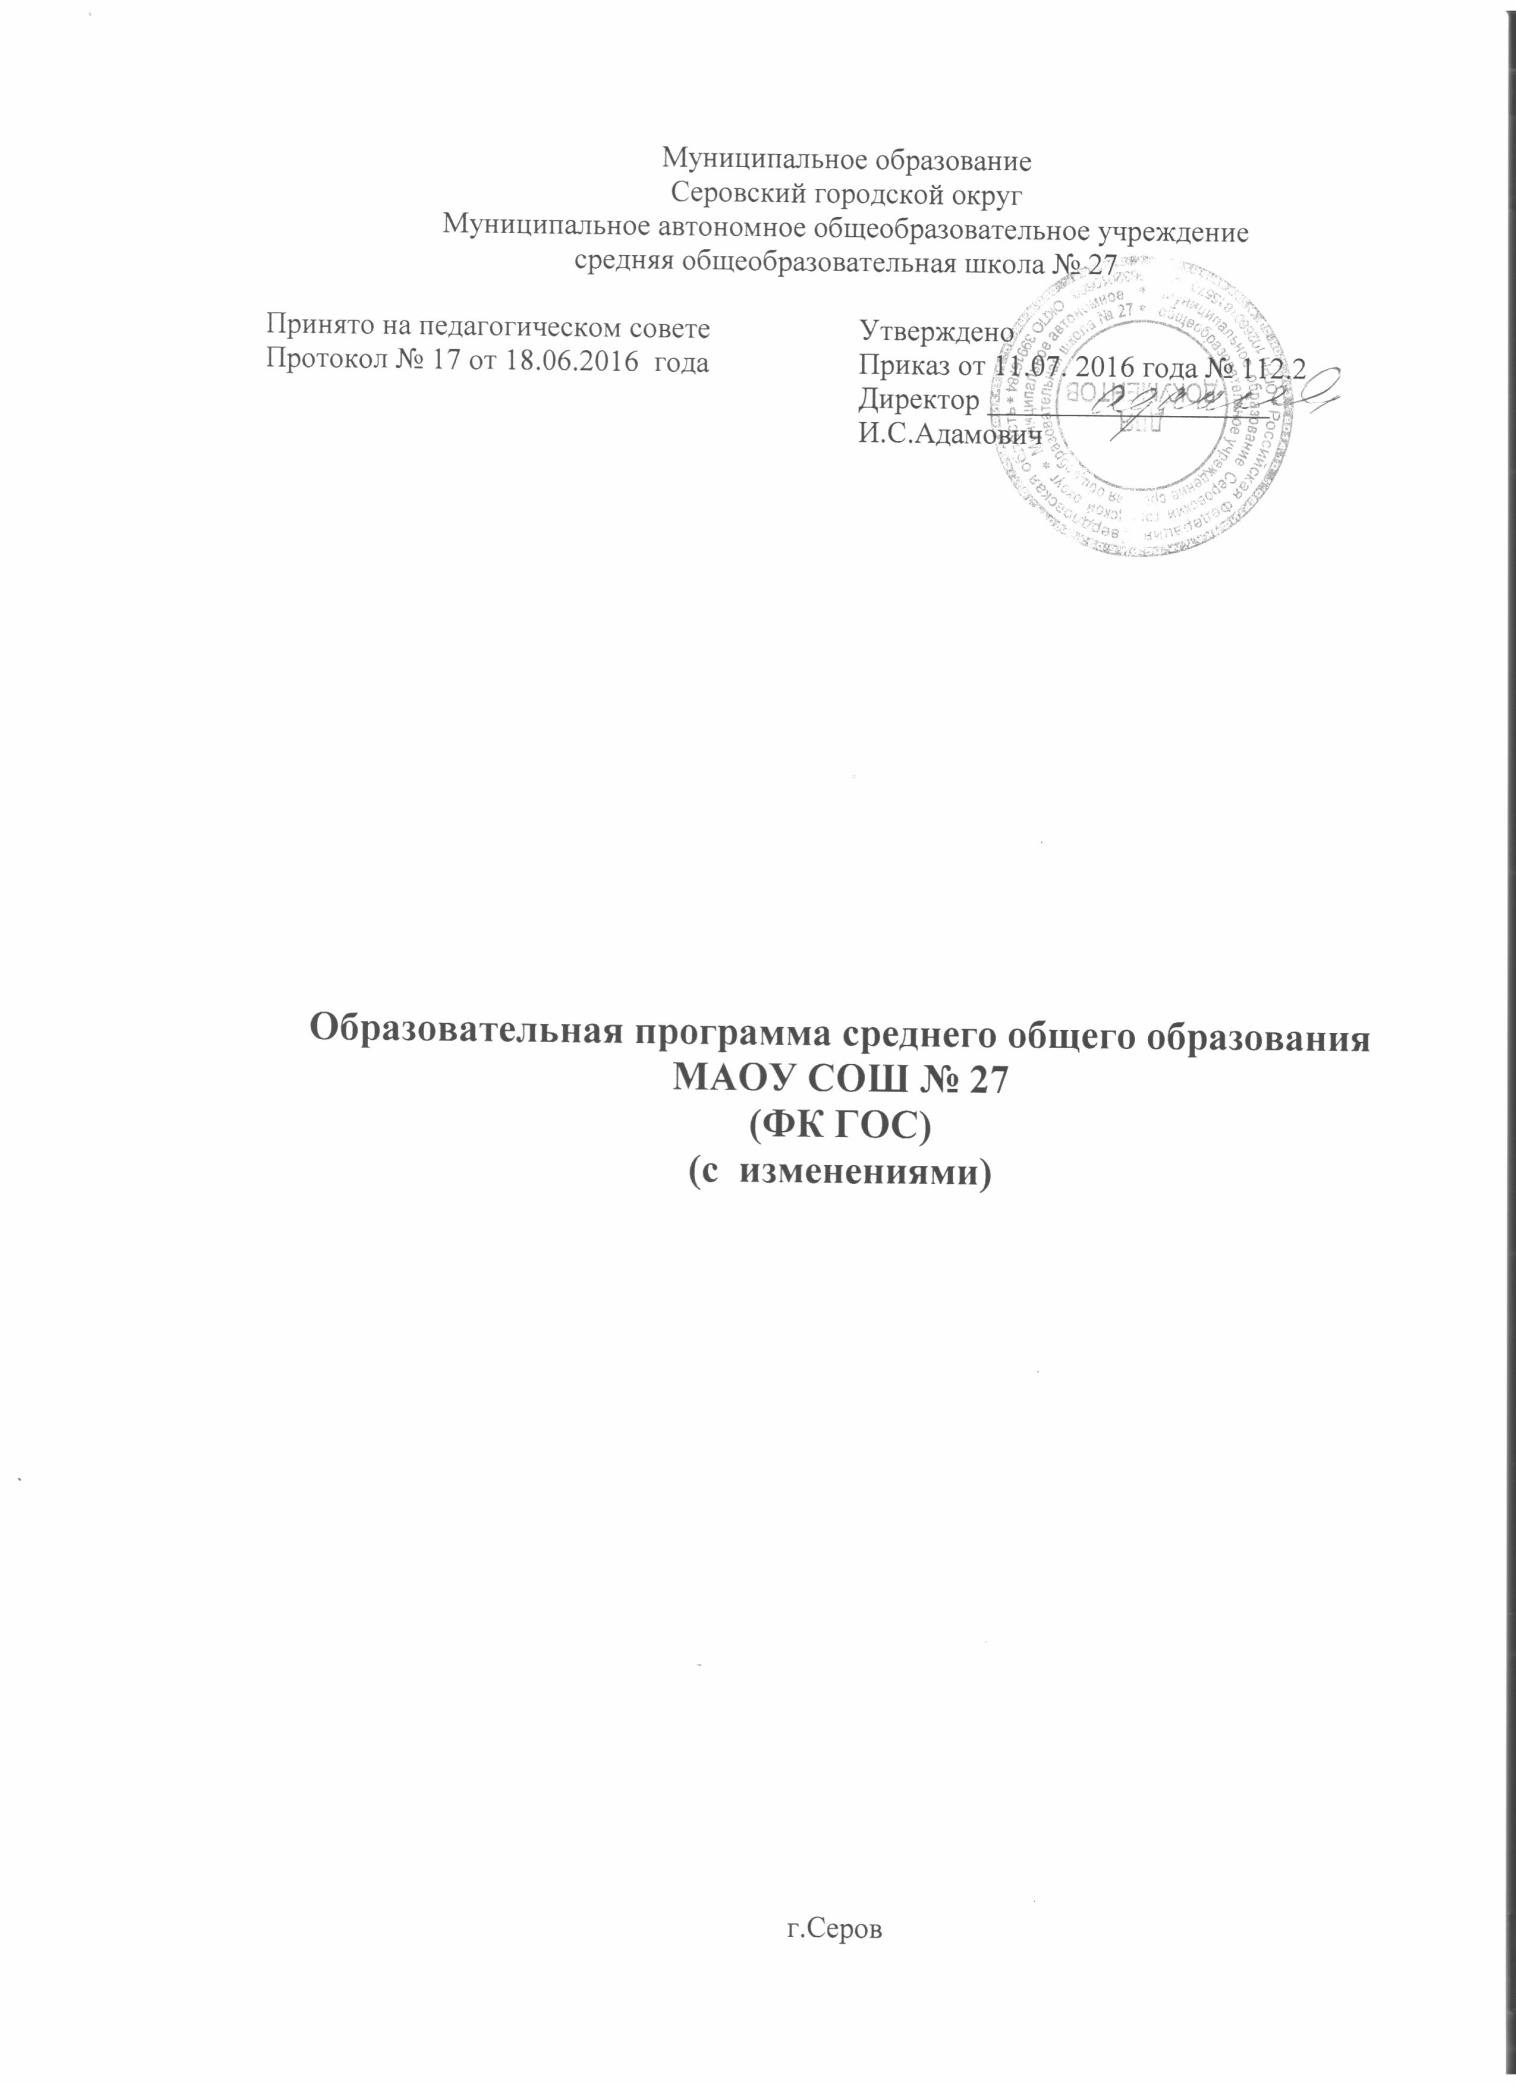 Муниципальное образование
Серовский городской округ
Муниципальное автономное общеобразовательное учреждение
средняя общеобразовательная школа № 27
Принято на педагогическом совете
Протокол № 17 от 18.06.2016 года
Утверждено
Приказ от 11.07. 2016 года № 112.2
Директор
И.С.Адамович
ДЛЯ
ДОКУМЕНТОВ
Образовательная программа среднего общего образования
МАОУ СОШ № 27
(ФК ГОС)
(с изменениями)
г.Серов